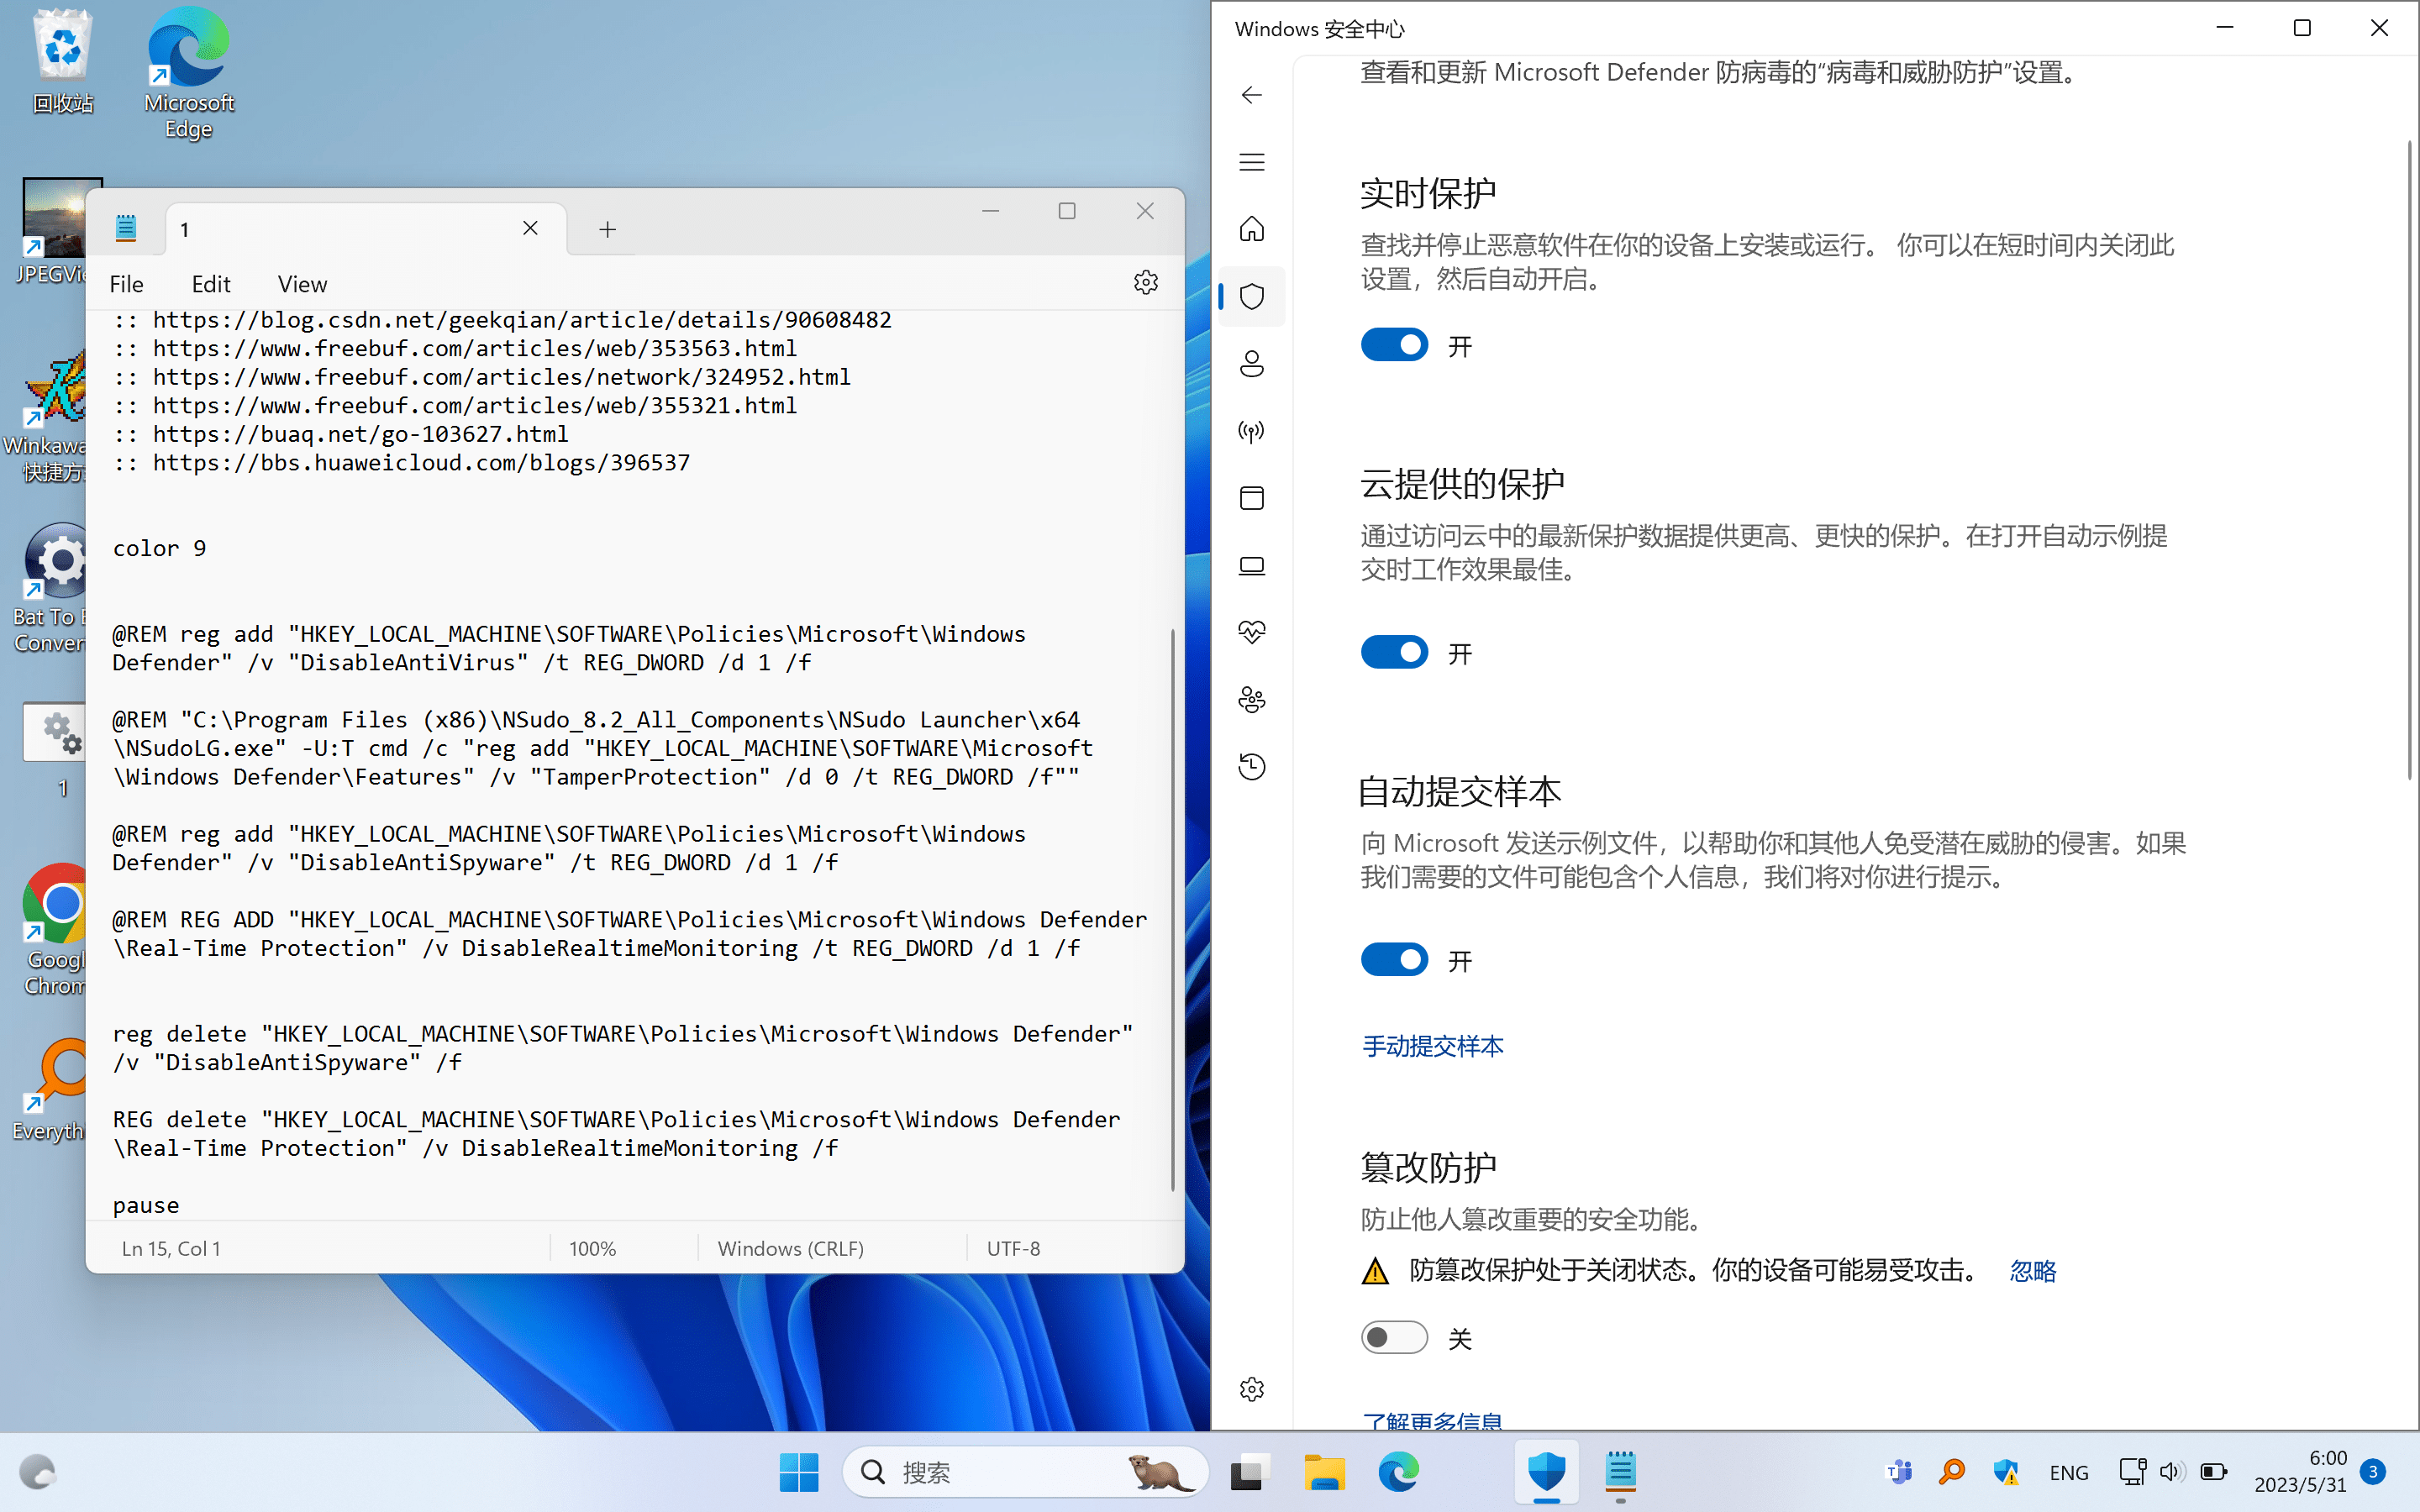 回收站
Microsoft
Edge
JPEGVie
Winkawa
快捷方
Bat To E
Conver
1
Googl
Chrom
Everyth
1
File Edit View
:: https://blog.csdn.net/geekqian/article/details/90608482
:: https://www.freebuf.com/articles/web/353563.html
:: https://www.freebuf.com/articles/network/324952.html
:: https://www.freebuf.com/articles/web/355321.html
:: https://buaq.net/go-103627.html
:: https://bbs.huaweicloud.com/blogs/396537
color 9
@REM reg add "HKEY_LOCAL_MACHINE\SOFTWARE\Policies\Microsoft\Windows
Defender" /v "DisableAntiVirus" /t REG_DWORD /d 1 /f
@REM "C:\Program Files (x86)\NSudo_8.2_All_Components\NSudo Launcher\x64
\NSudoLG.exe" -U:T cmd /c "reg add "HKEY_LOCAL_MACHINE\SOFTWARE\Microsoft
\Windows Defender\Features" /v "TamperProtection" /d 0 /t REG_DWORD /f""
@REM reg add "HKEY_LOCAL_MACHINE\SOFTWARE\Policies\Microsoft\Windows
Defender" /v "DisableAntiSpyware" /t REG_DWORD /d 1 /f
@REM REG ADD "HKEY_LOCAL_MACHINE\SOFTWARE\Policies\Microsoft\Windows Defender
\Real-Time Protection" /v DisableRealtimeMonitoring /t REG_DWORD /d 1 /f
reg delete "HKEY_LOCAL_MACHINE\SOFTWARE\Policies\Microsoft\Windows Defender"
/v "DisableAntiSpyware" /f
REG delete "HKEY_LOCAL_MACHINE\SOFTWARE\Policies\Microsoft\Windows Defender
\Real-Time Protection" /v DisableRealtimeMonitoring /f
pause
Ln 15, Col 1 100% Windows (CRLF) UTF-8
Windows 安全中心
查看和更新 Microsoft Defender 防病毒的"病毒和威胁防护"设置。
实时保护
查找并停止恶意软件在你的设备上安装或运行。 你可以在短时间内关闭此
设置，然后自动开启。
开
云提供的保护
通过访问云中的最新保护数据提供更高、更快的保护。在打开自动示例提
交时工作效果最佳。
开
自动提交样本
向 Microsoft 发送示例文件，以帮助你和其他人免受潜在威胁的侵害。如果
我们需要的文件可能包含个人信息，我们将对你进行提示。
开
手动提交样本
篡改防护
防止他人篡改重要的安全功能。
防篡改保护处于关闭状态。你的设备可能易受攻击。 忽略
关
了解更多信息
搜索
ENG
6:00
2023/5/31
3